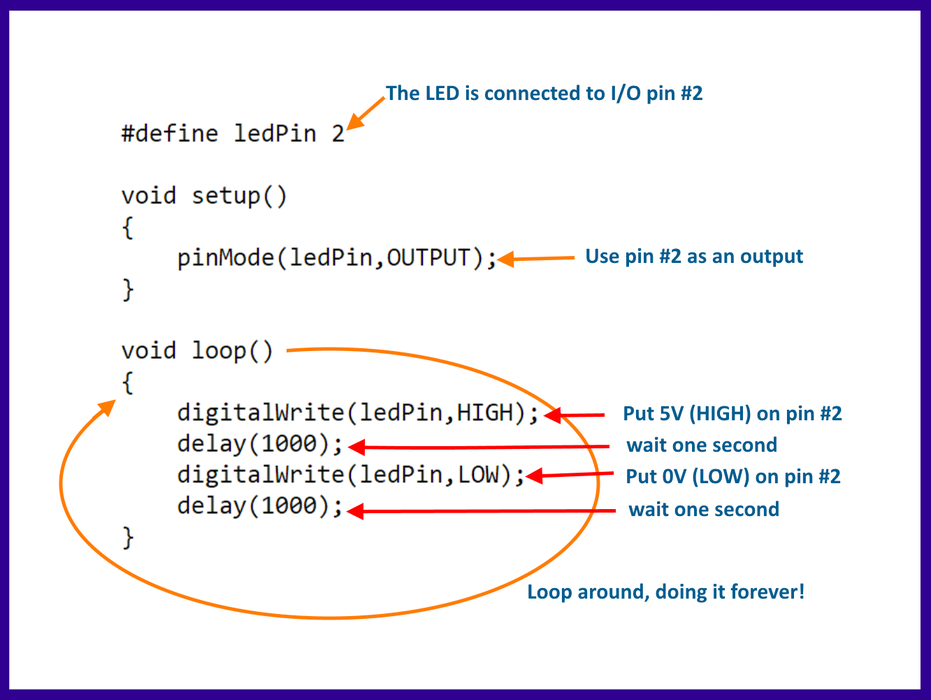 The LED is connected to I/O pin #2
#define ledPin 2
void setup()
{
pinMode(ledPin,OUTPUT); Use pin #2 as an output
}
void loop()
{
digitalWrite(ledPin,HIGH); Put 5V (HIGH) on pin #2
delay(1000); wait one second
digitalWrite(ledPin,LOW); Put 0V (LOW) on pin #2
delay(1000); wait one second
}
Loop around, doing it forever!